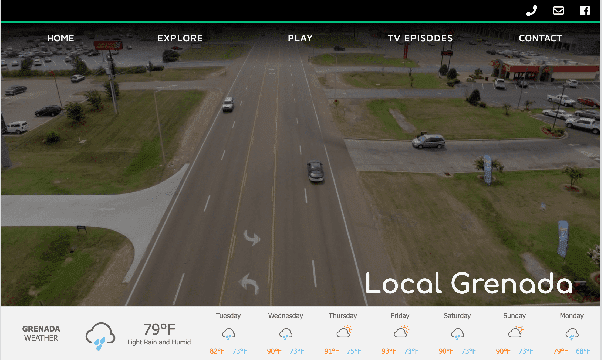 HOME EXPLORE PLAY TV EPISODES CONTACT
Local Grenada
GRENADA
WEATHER
79°F
Light Rain and Humid
Tuesday Wednesday Thursday Friday Saturday Sunday Monday
82°F 73°F 90°F 73°F 91°F 75°F 93°F 73°F 90°F 73°F 90°F 73°F 79°F 68°F